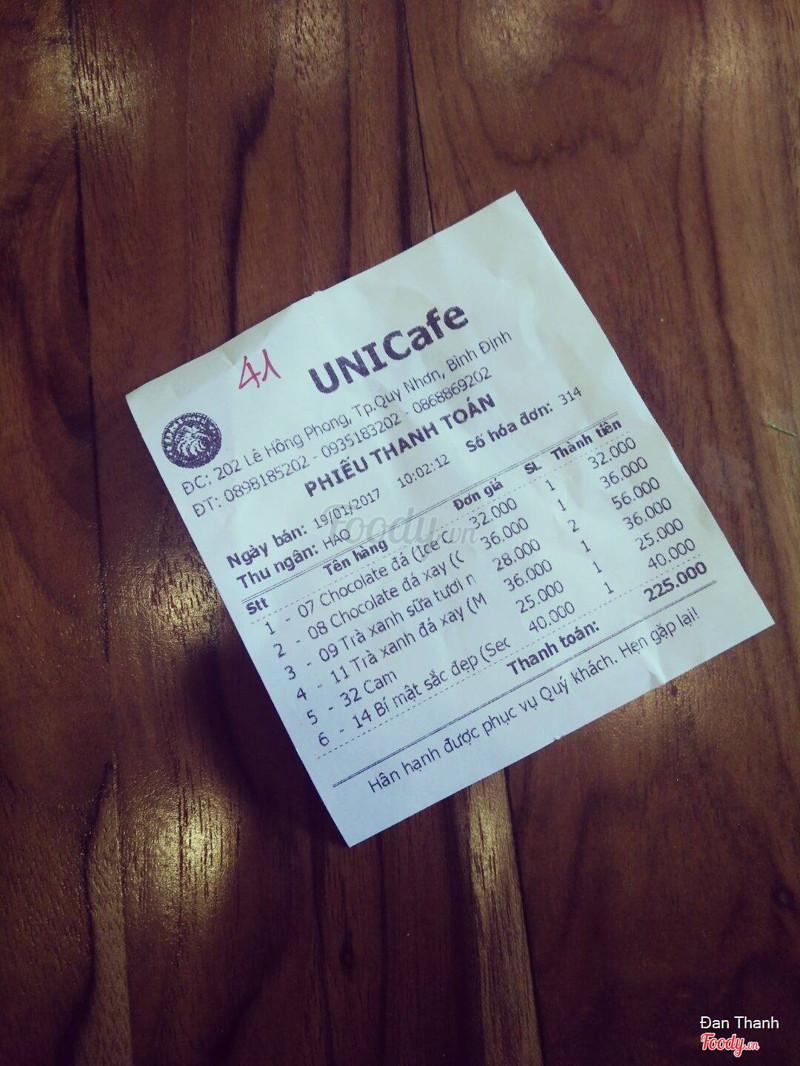 41
UNICafe
ĐC: 202 Lê Hồng Phong, Tp.Quy Nhơn, Bình Định
ĐT: 0898185202 - 0935183202 - 0868869202
PHIẾU THANH TOÁN
Ngày bán: 19/01/2017 10:02:12 Số hóa đơn: 314
Thu ngân: HẢO
Stt Tên hàng Đơn giá SL Thành tiền
1 - 07 Chocolate đá (Ice 32.000 1 32.000
2 - 08 Chocolate đá xay (C 36.000 1 36.000
3 - 09 Trà xanh sữa tươi n 28.000 2 56.000
4 - 11 Trà xanh đá xay (M 36.000 1 36.000
5 - 32 Cam 25.000 1 25.000
6 - 14 Bí mật sắc đẹp (Sec 40.000 1 40.000
Thanh toán: 225.000
Hân hạnh được phục vụ Quý khách. Hẹn gặp lại!
foody.vn
Đan Thanh
Foody.vn